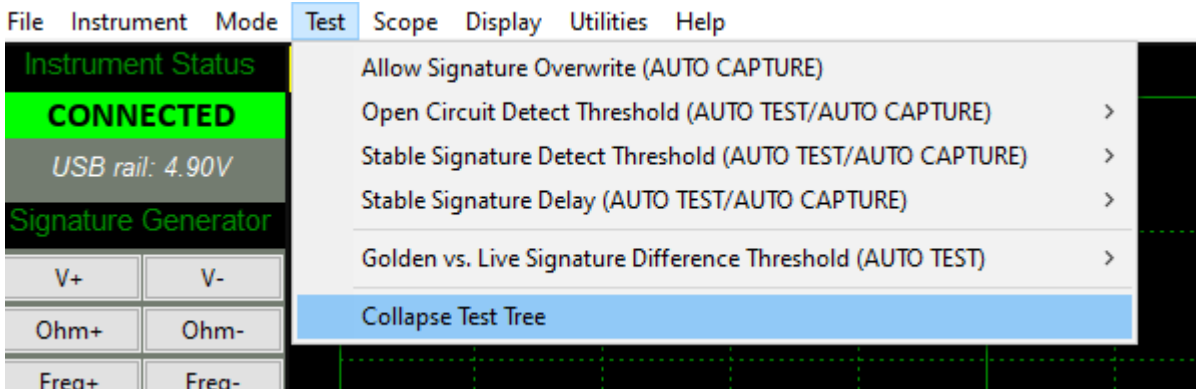 File Instrument Mode Test Scope Display Utilities Help
Instrument Status
CONNECTED
USB rail: 4.90V
Signature Generator
V+ V-
Ohm+ Ohm-
Freq+ Freq-
Allow Signature Overwrite (AUTO CAPTURE)
Open Circuit Detect Threshold (AUTO TEST/AUTO CAPTURE) >
Stable Signature Detect Threshold (AUTO TEST/AUTO CAPTURE) >
Stable Signature Delay (AUTO TEST/AUTO CAPTURE) >
Golden vs. Live Signature Difference Threshold (AUTO TEST) >
Collapse Test Tree